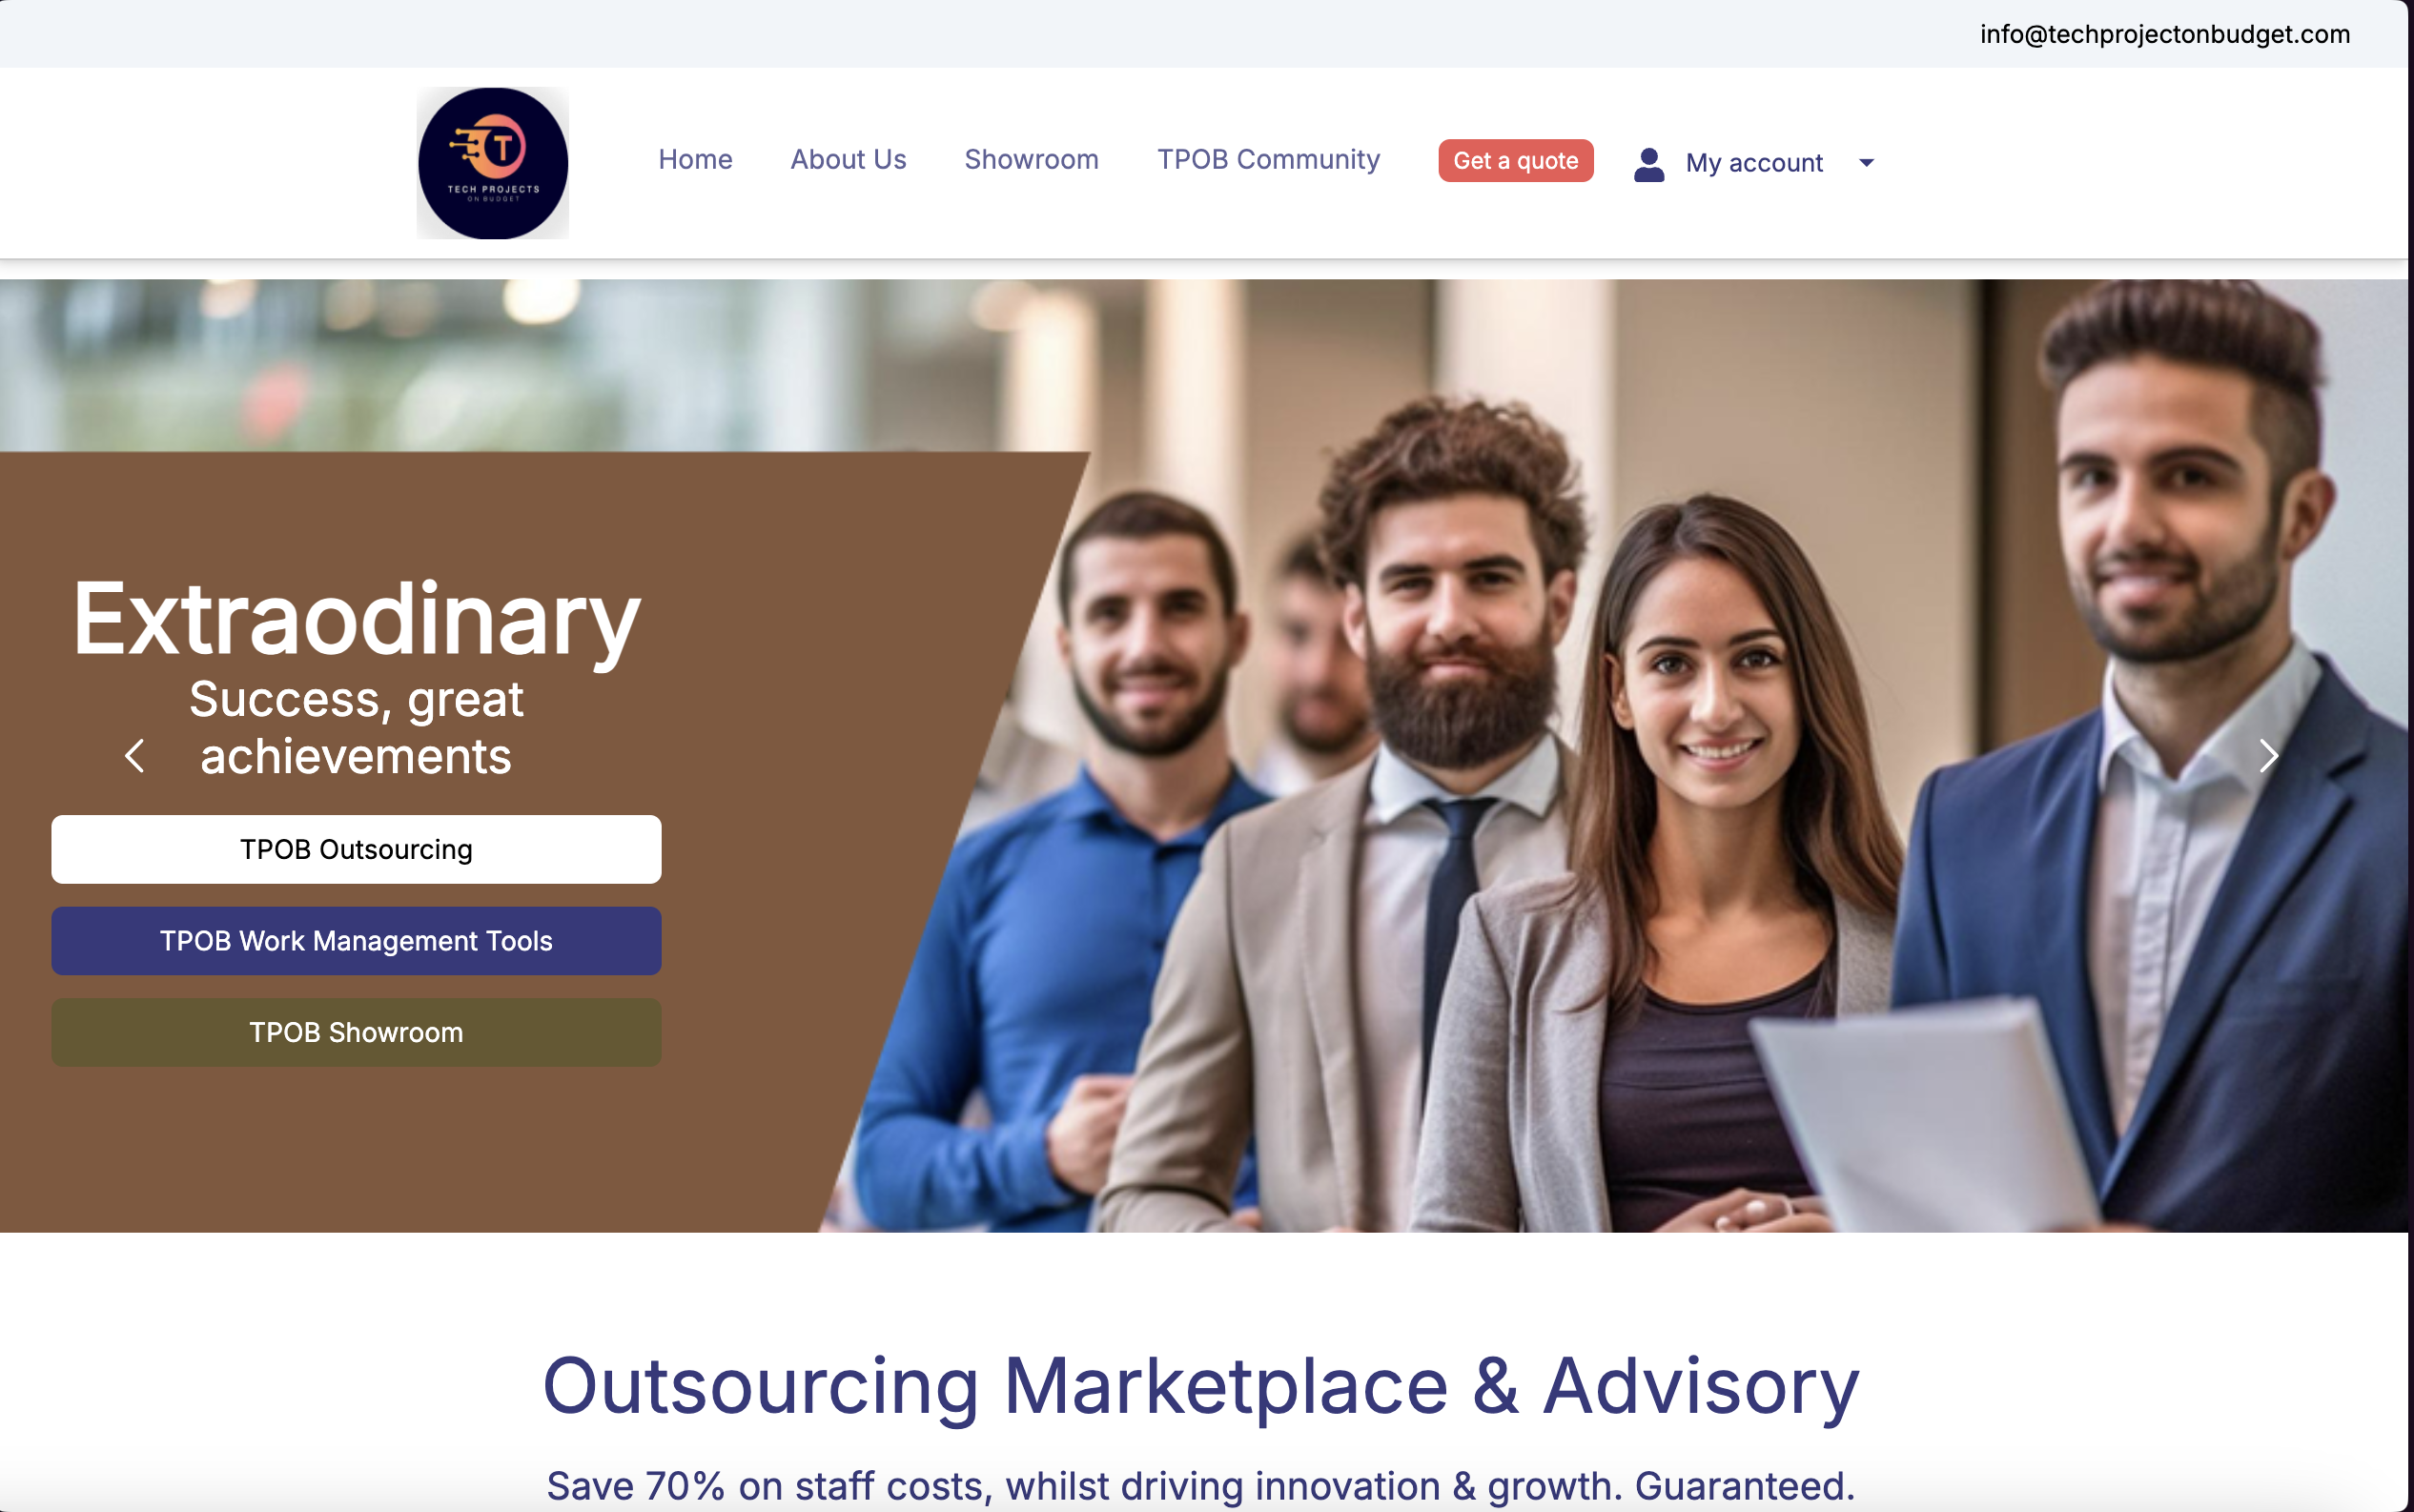 info@techprojectonbudget.com
T
TECH PROJECTS
ON BUDGET
Home
About Us
Showroom
TPOB Community
Get a quote
My account
Extraodinary
Success, great
achievements
TPOB Outsourcing
TPOB Work Management Tools
TPOB Showroom
Outsourcing Marketplace & Advisory
Save 70% on staff costs, whilst driving innovation & growth. Guaranteed.